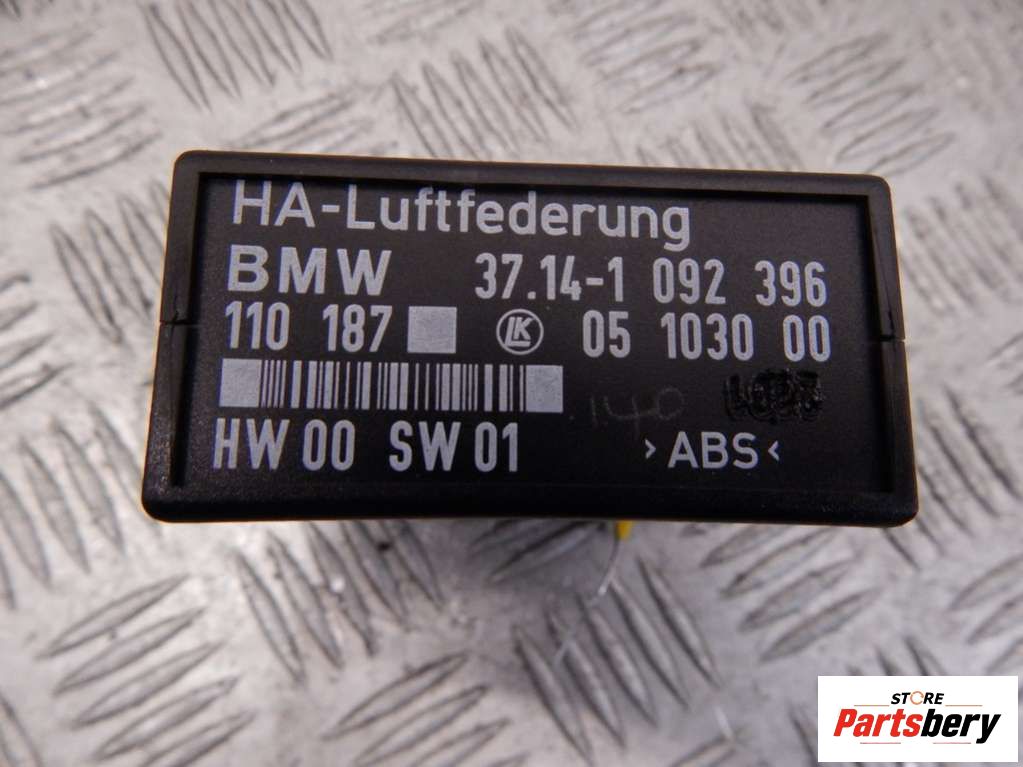 HA-Luftfederung
BMW 37.14-1 092 396
110 187 LK 05 1030 00
HW 00 SW 01 >ABS<
STORE
Partsbery